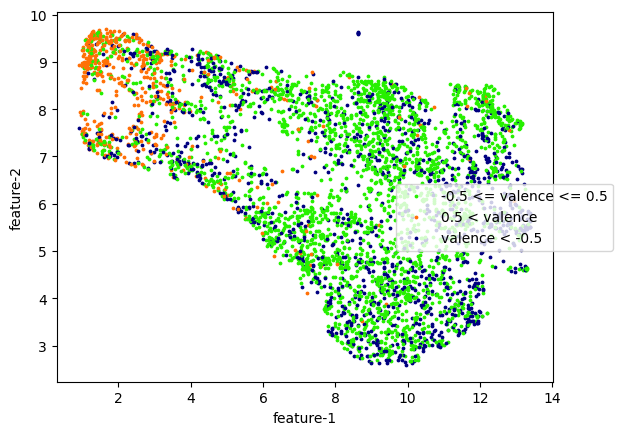 10
9
8
7
6
5
4
3
feature-2
-0.5 <= valence <= 0.5
0.5 < valence
valence < -0.5
2 4 6 8 10 12 14
feature-1